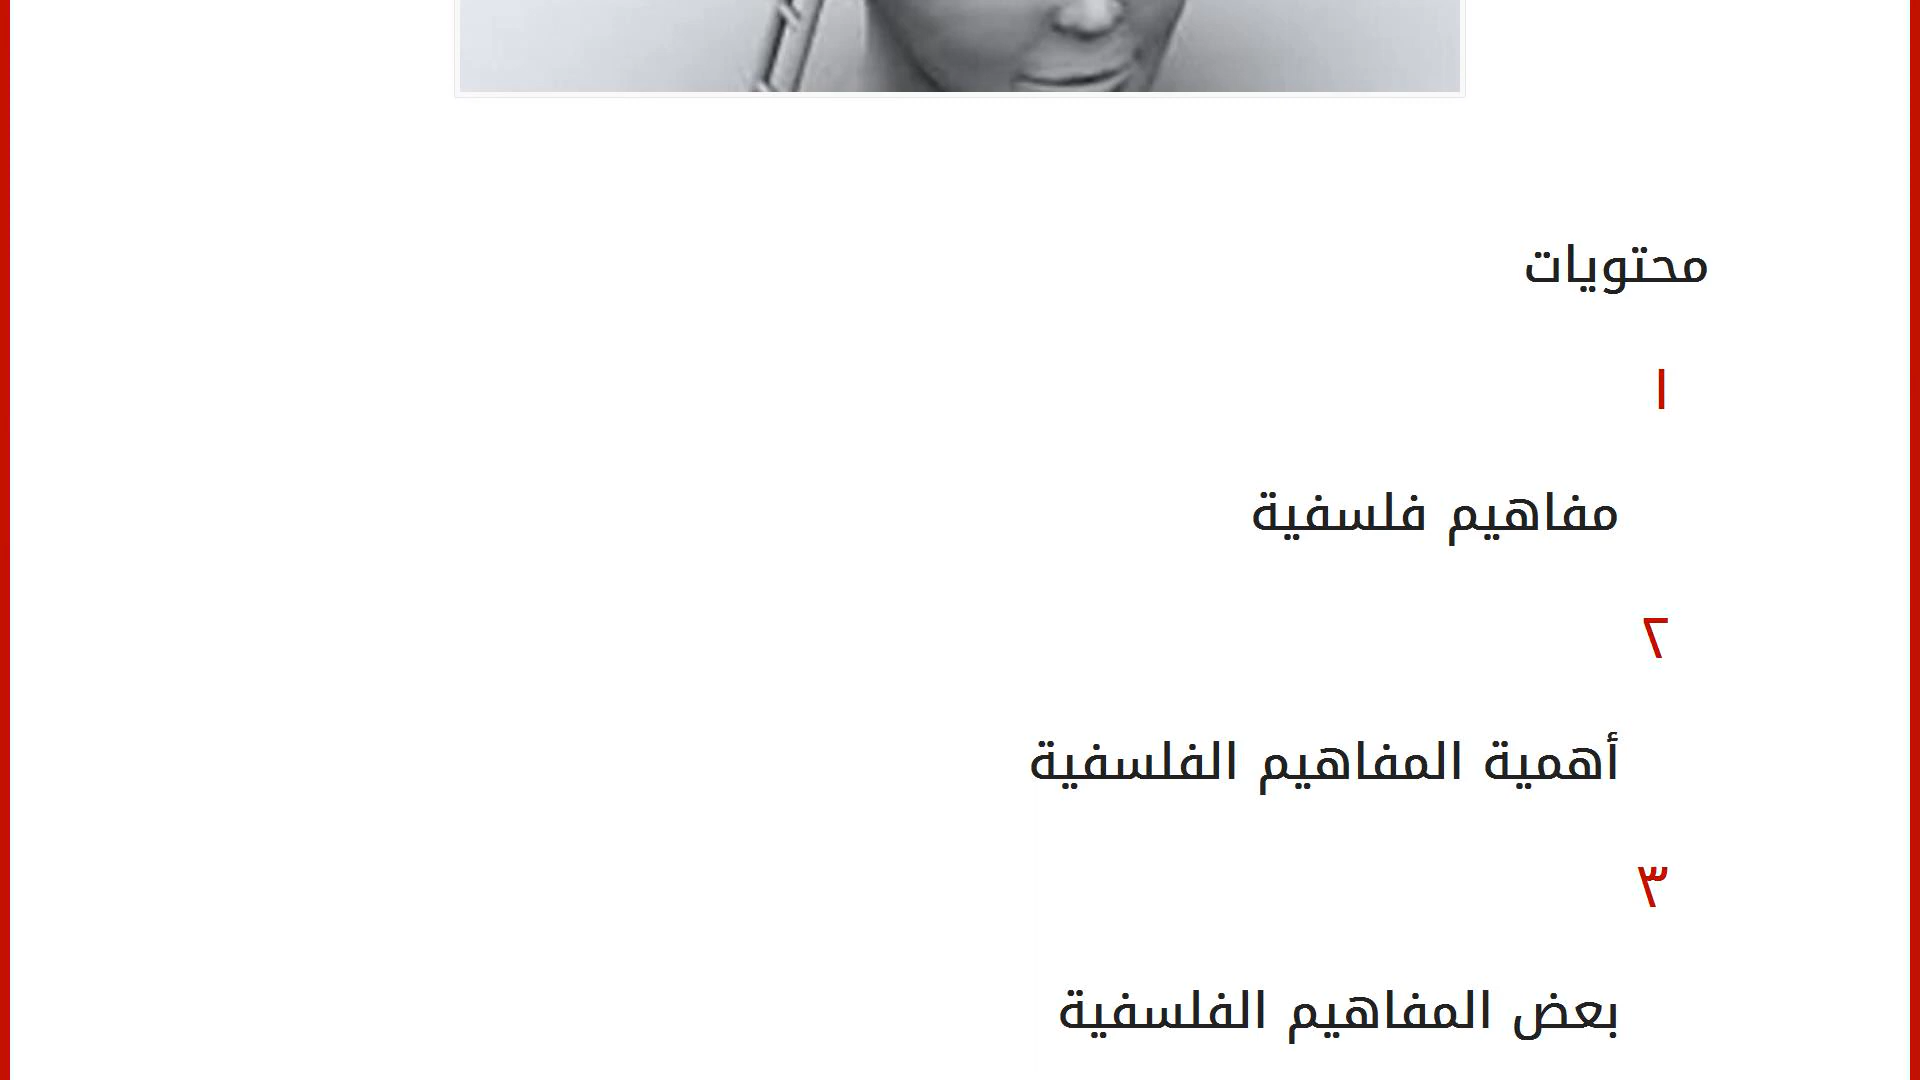 محتويات
١
مفاهيم فلسفية
٢
أهمية المفاهيم الفلسفية
٣
بعض المفاهيم الفلسفية